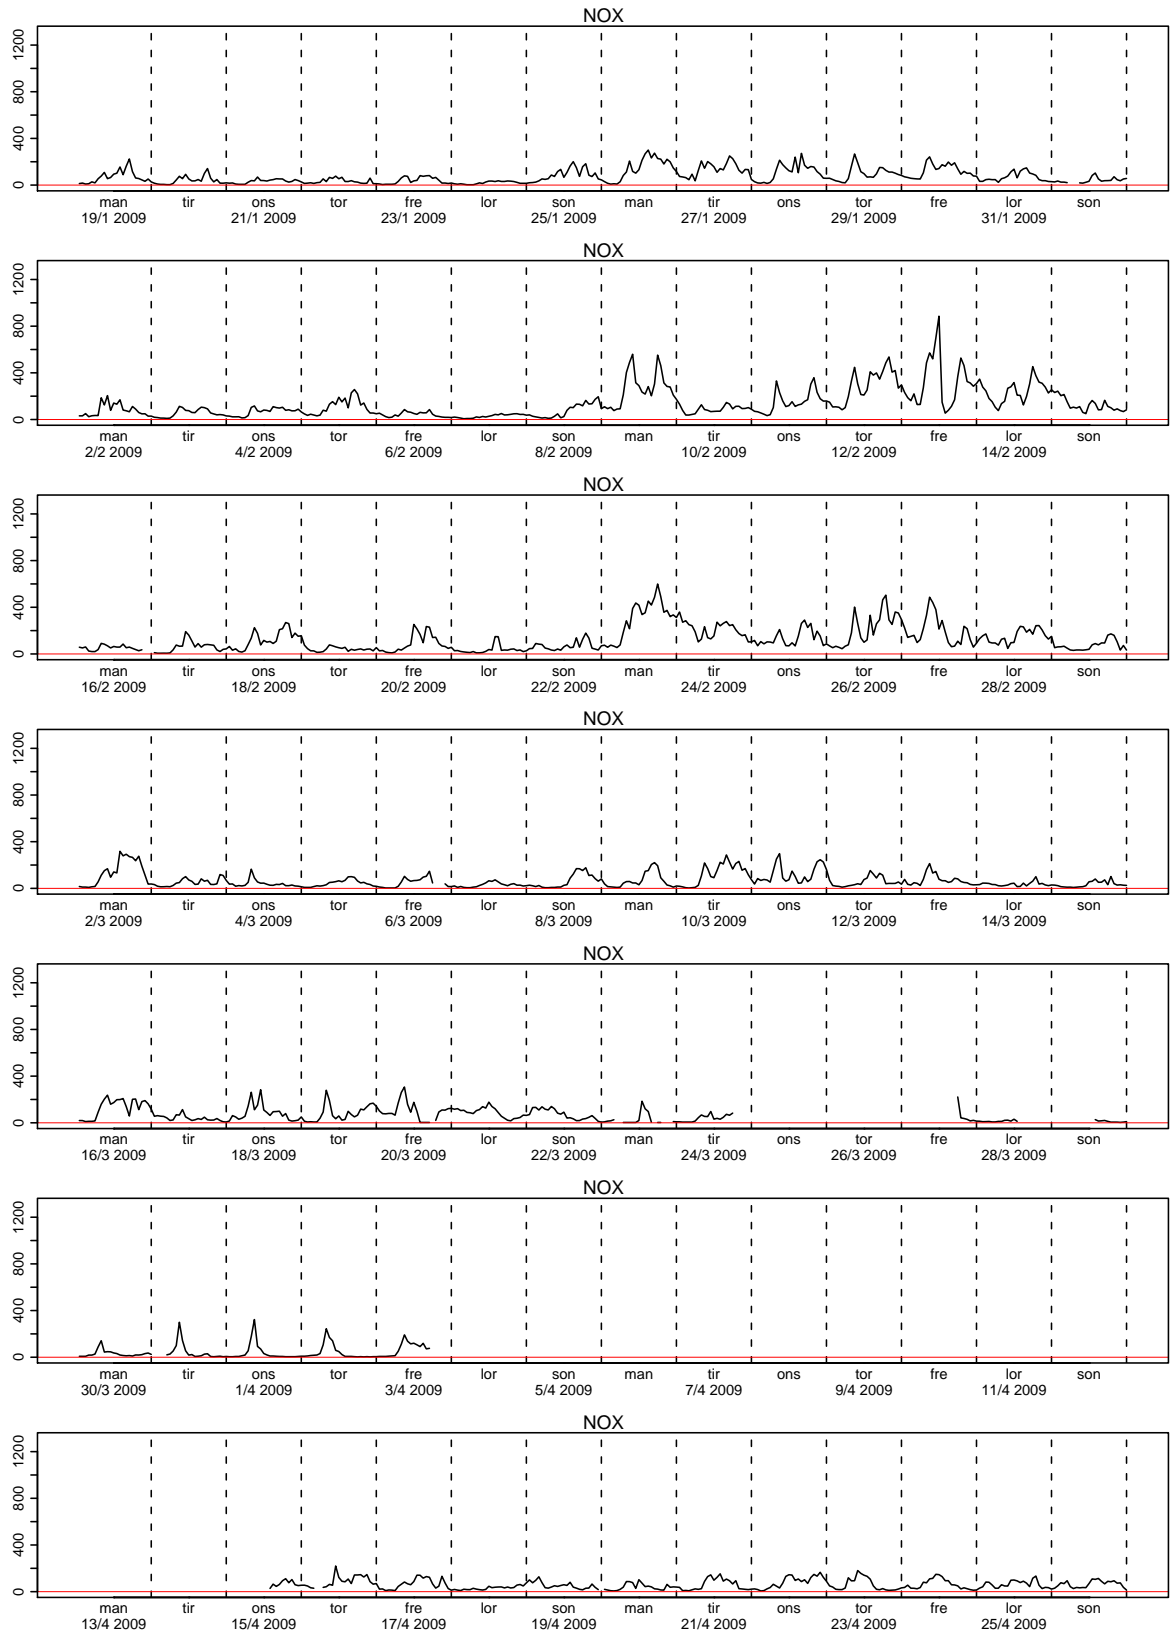 NOX
1200
800
400
0
man tir ons tor fre lor son man tir ons tor fre lor son
19/1 2009 21/1 2009 23/1 2009 25/1 2009 27/1 2009 29/1 2009 31/1 2009
NOX
1200
800
400
0
man tir ons tor fre lor son man tir ons tor fre lor son
2/2 2009 4/2 2009 6/2 2009 8/2 2009 10/2 2009 12/2 2009 14/2 2009
NOX
1200
800
400
0
man tir ons tor fre lor son man tir ons tor fre lor son
16/2 2009 18/2 2009 20/2 2009 22/2 2009 24/2 2009 26/2 2009 28/2 2009
NOX
1200
800
400
0
man tir ons tor fre lor son man tir ons tor fre lor son
2/3 2009 4/3 2009 6/3 2009 8/3 2009 10/3 2009 12/3 2009 14/3 2009
NOX
1200
800
400
0
man tir ons tor fre lor son man tir ons tor fre lor son
16/3 2009 18/3 2009 20/3 2009 22/3 2009 24/3 2009 26/3 2009 28/3 2009
NOX
1200
800
400
0
man tir ons tor fre lor son man tir ons tor fre lor son
30/3 2009 1/4 2009 3/4 2009 5/4 2009 7/4 2009 9/4 2009 11/4 2009
NOX
1200
800
400
0
man tir ons tor fre lor son man tir ons tor fre lor son
13/4 2009 15/4 2009 17/4 2009 19/4 2009 21/4 2009 23/4 2009 25/4 2009